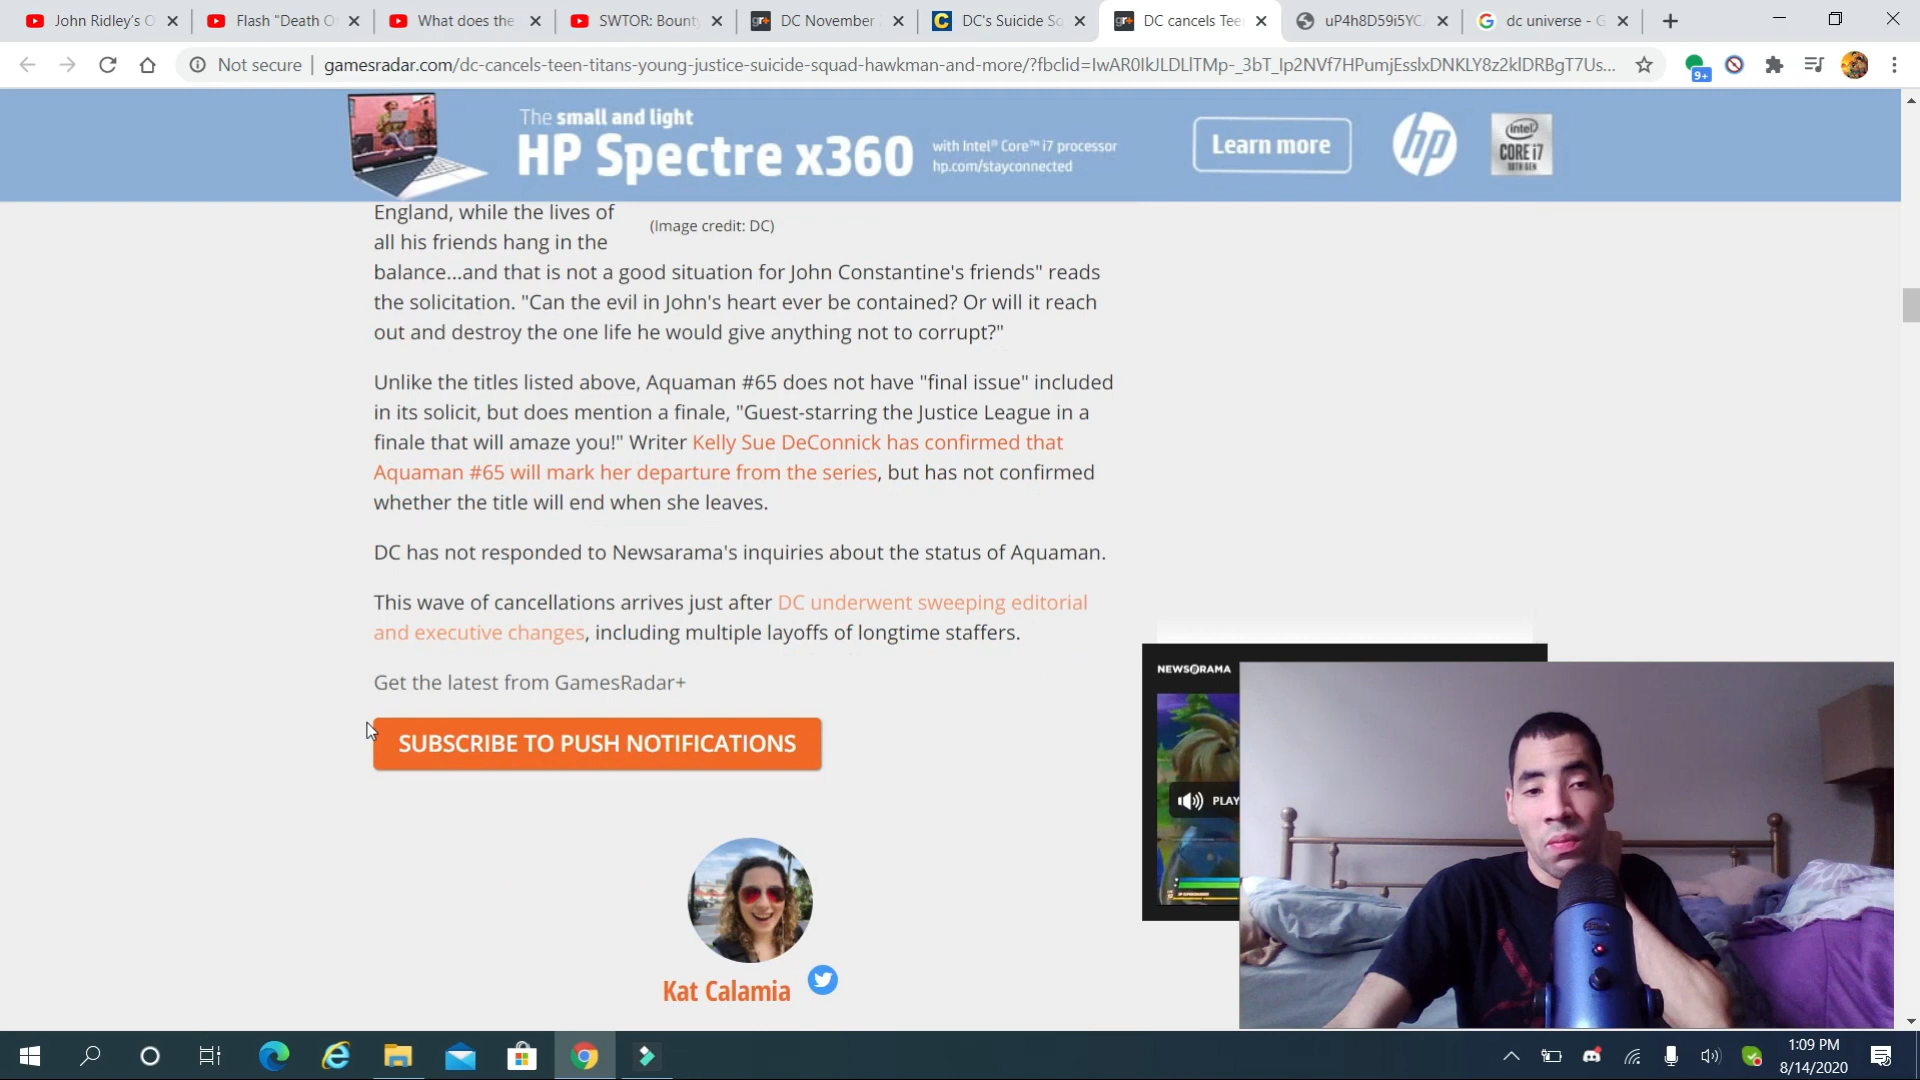 John Ridley's O
Flash "Death O
What does the
SWTOR: Bount
DC November
DC's Suicide Sq
DC cancels Tee
uP4h8D59i5YC
dc universe - G
Not secure
gamesradar.com/dc-cancels-teen-titans-young-justice-suicide-squad-hawkman-and-more/?fbclid=IwAR0IkJLDLlTMp-_3bT_Ip2NVf7HPumjEsslxDNKLY8z2klDRBgT7Us...
9+
The small and light
HP Spectre x360
with Intel® Core™ i7 processor
hp.com/stayconnected
Learn more
hp
intel
CORE i7
10TH GEN
England, while the lives of
(Image credit: DC)
all his friends hang in the
balance...and that is not a good situation for John Constantine's friends" reads
the solicitation. "Can the evil in John's heart ever be contained? Or will it reach
out and destroy the one life he would give anything not to corrupt?"
Unlike the titles listed above, Aquaman #65 does not have "final issue" included
in its solicit, but does mention a finale, "Guest-starring the Justice League in a
finale that will amaze you!" Writer Kelly Sue DeConnick has confirmed that
Aquaman #65 will mark her departure from the series, but has not confirmed
whether the title will end when she leaves.
DC has not responded to Newsarama's inquiries about the status of Aquaman.
This wave of cancellations arrives just after DC underwent sweeping editorial
and executive changes, including multiple layoffs of longtime staffers.
Get the latest from GamesRadar+
SUBSCRIBE TO PUSH NOTIFICATIONS
NEWSARAMA
PLAY
Kat Calamia
1:09 PM
8/14/2020